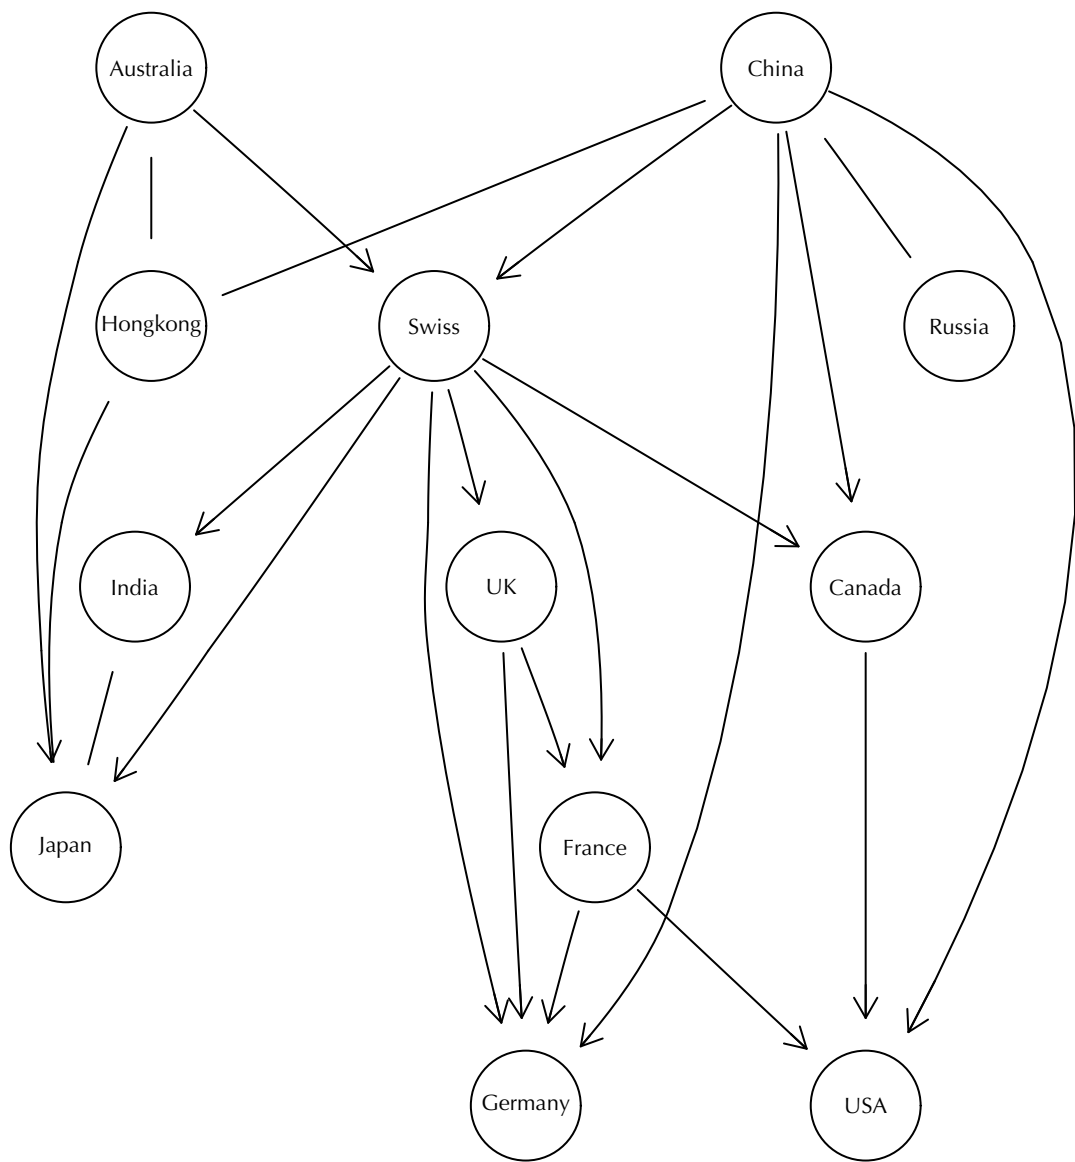 Australia
China
Hongkong
Swiss
Russia
India
UK
Canada
Japan
France
Germany
USA